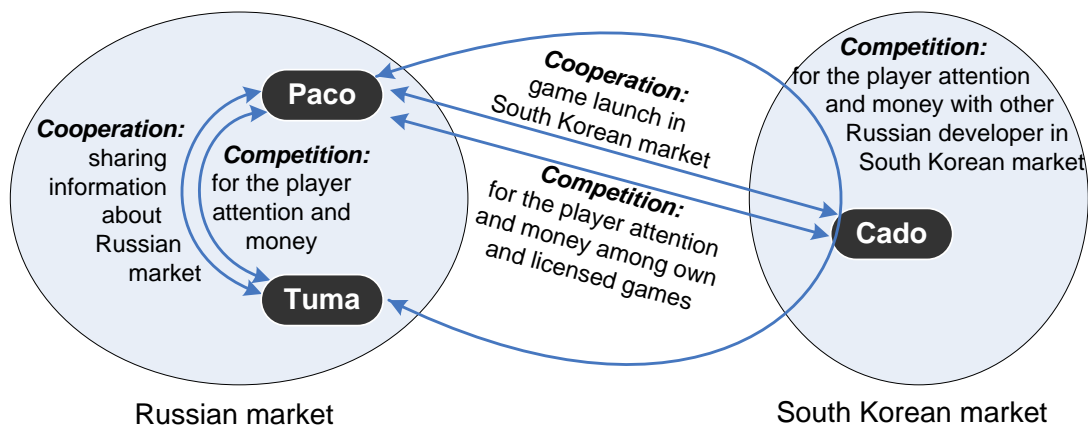 Paco
Cooperation:
sharing
information
about
Russian
market
Competition:
for the player
attention and
money
Tuma
Cooperation:
game launch in
South Korean market
Competition:
for the player attention
and money among own
and licensed games
Competition:
for the player attention
and money with other
Russian developer in
South Korean market
Cado
Russian market
South Korean market